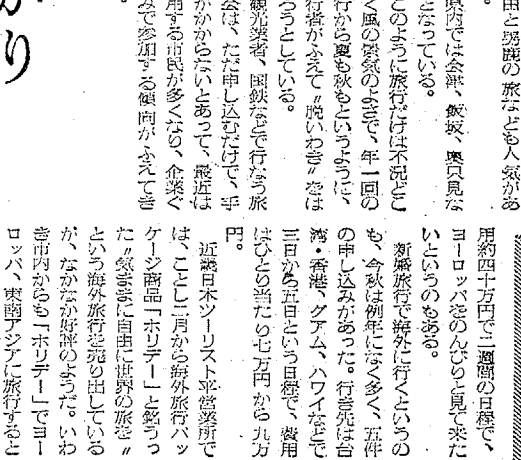 由と男鹿の旅なども人気があ
。
県内では会津、飯坂、奥只見な
となっている。
このように旅行だけは不況どこ
く風の景気のよさで、年一回の
行から夏も秋もというように、
行者がふえて〃脱いわき〃をは
ろうとしている。
観光業者、国鉄などで行なう旅
会は、ただ申し込むだけで、手
がかからないとあって、最近は
用する市民が多くなり、企業ぐ
みで参加する傾向がふえてき
。
がり
用約四十万円で二週間の日程で、
ヨーロッパをのんびりと見て来た
いというのもある。
新婚旅行で海外に行くというの
も、今秋は例年になく多く、五件
の申し込みがあった。行き先は台
湾・香港、グアム、ハワイなどで
三日から五日という日程で、費用
はひとり当たり七万円から九万
円。
近畿日本ツーリスト平営業所で
は、ことし二月から海外旅行パッ
ケージ商品「ホリデー」と銘うっ
た〃気ままに自由に世界の旅を〃
という海外旅行を売り出している
が、なかなか好評のようだ。いわ
き市内からも「ホリデー」でヨー
ロッパ、東南アジアに旅行すると